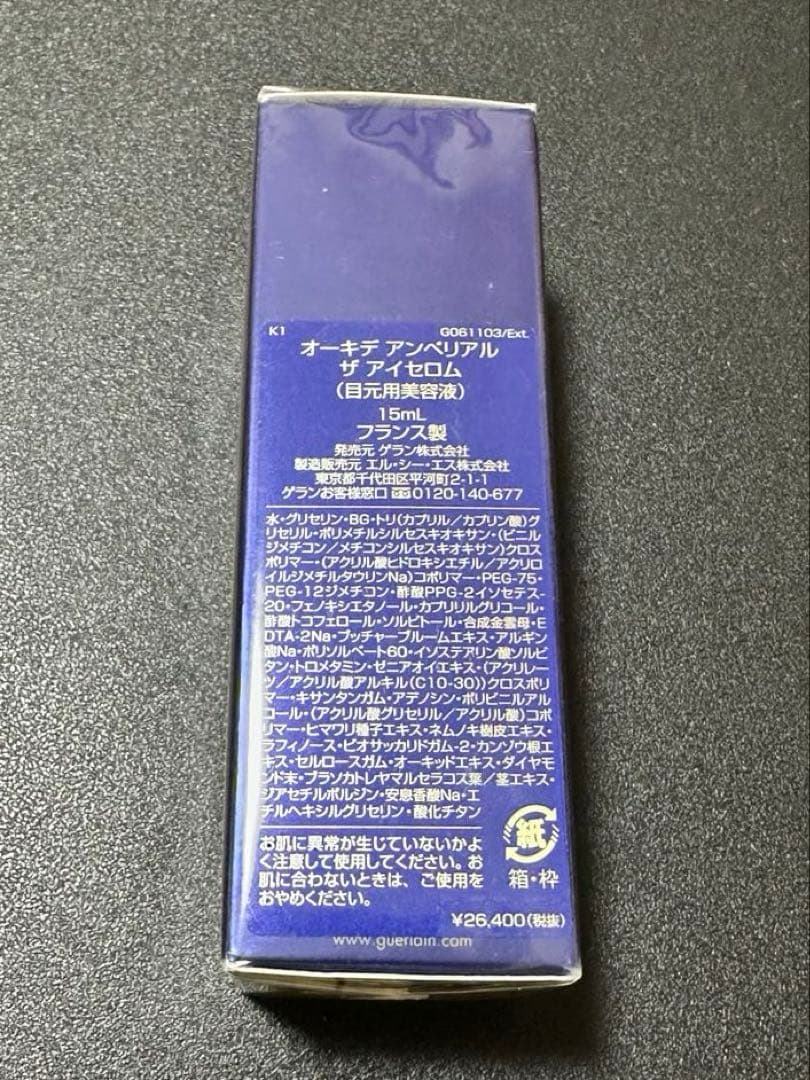 K1 G061103/Ext.
オーキデ アンペリアル
ザ アイセロム
(目元用美容液)
15mL
フランス製
発売元 ゲラン株式会社
製造販売元 エル・シー・エス株式会社
東京都千代田区平河町2-1-1
ゲランお客様窓口 0120-140-677
水・グリセリン・BG・トリ(カプリル/カプリン酸)グ
リセリル・ポリメチルシルセスキオキサン・(ビニル
ジメチコン/メチコンシルセスキオキサン)クロス
ポリマー・(アクリル酸ヒドロキシエチル/アクリロ
イルジメチルタウリンNa)コポリマー・PEG-75・
PEG-12ジメチコン・酢酸PPG-2イソセテス-
20・フェノキシエタノール・カプリリルグリコール・
酢酸トコフェロール・ソルビトール・合成金雲母・E
DTA-2Na・ブッチャーブルームエキス・アルギン
酸Na・ポリソルベート60・イソステアリン酸ソルビ
タン・トロメタミン・ゼニアオイエキス・(アクリレー
ツ/アクリル酸アルキル(C10-30))クロスポリ
マー・キサンタンガム・アデノシン・ポリビニルアル
コール・(アクリル酸グリセリル/アクリル酸)コポ
リマー・ヒマワリ種子エキス・ネムノキ樹皮エキス・
ラフィノース・ビオサッカリドガム-2・カンゾウ根エ
キス・セルロースガム・オーキッドエキス・ダイヤモ
ンド末・ブラソカトレヤマルセラコス葉/茎エキス・
ジアセチルボルジン・安息香酸Na・エ
チルヘキシルグリセリン・酸化チタン
お肌に異常が生じていないかよ
く注意して使用してください。お
肌に合わないときは、ご使用を
おやめください。
紙
箱・枠
¥26,400(税抜)
www.guerlain.com